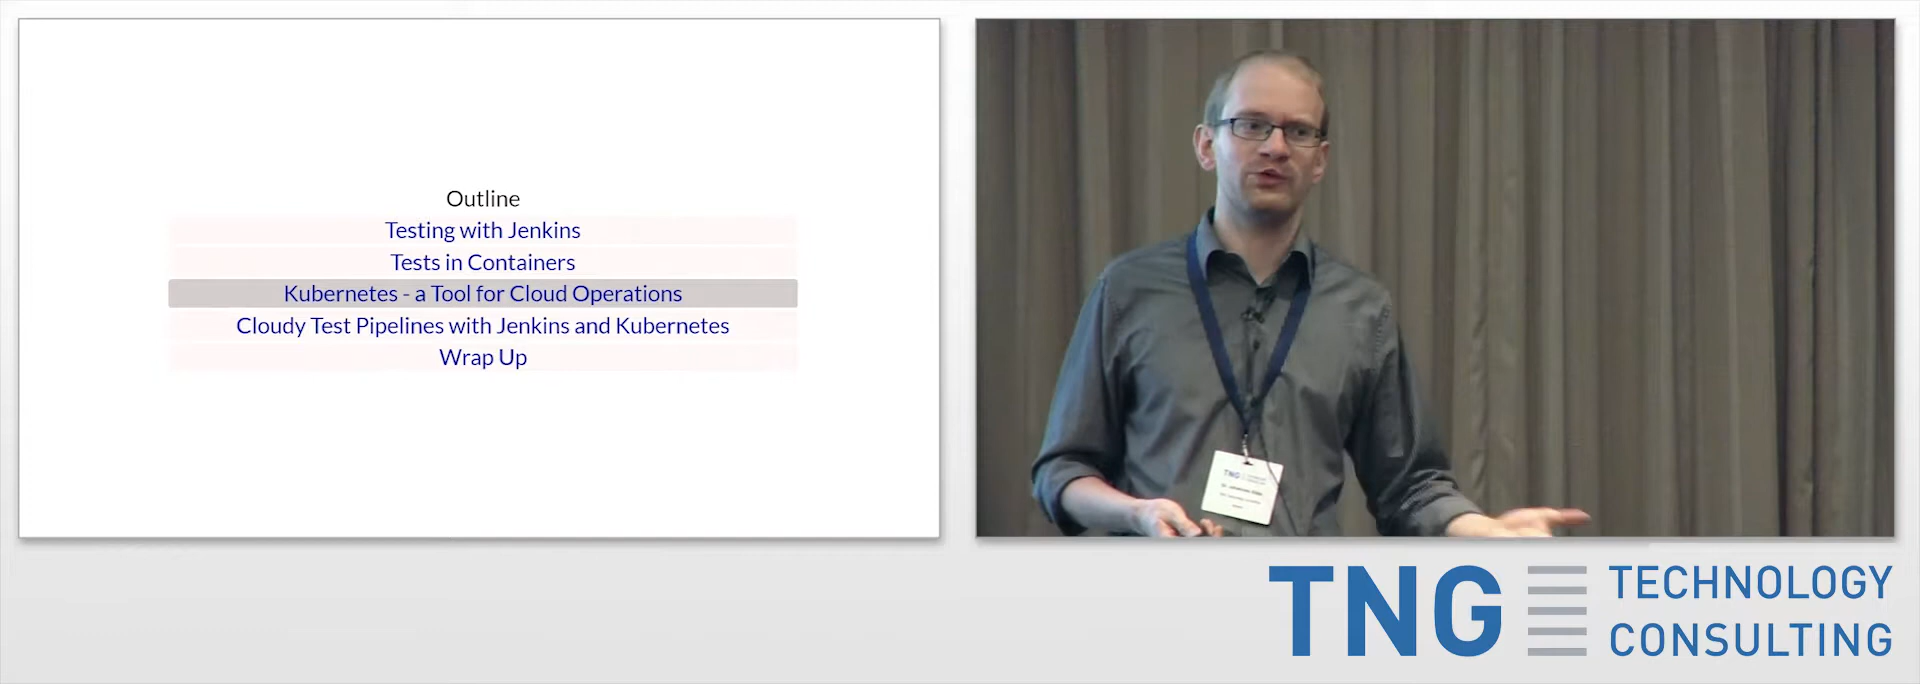 Outline
Testing with Jenkins
Tests in Containers
Kubernetes - a Tool for Cloud Operations
Cloudy Test Pipelines with Jenkins and Kubernetes
Wrap Up
TNG
TNG TECHNOLOGY
CONSULTING